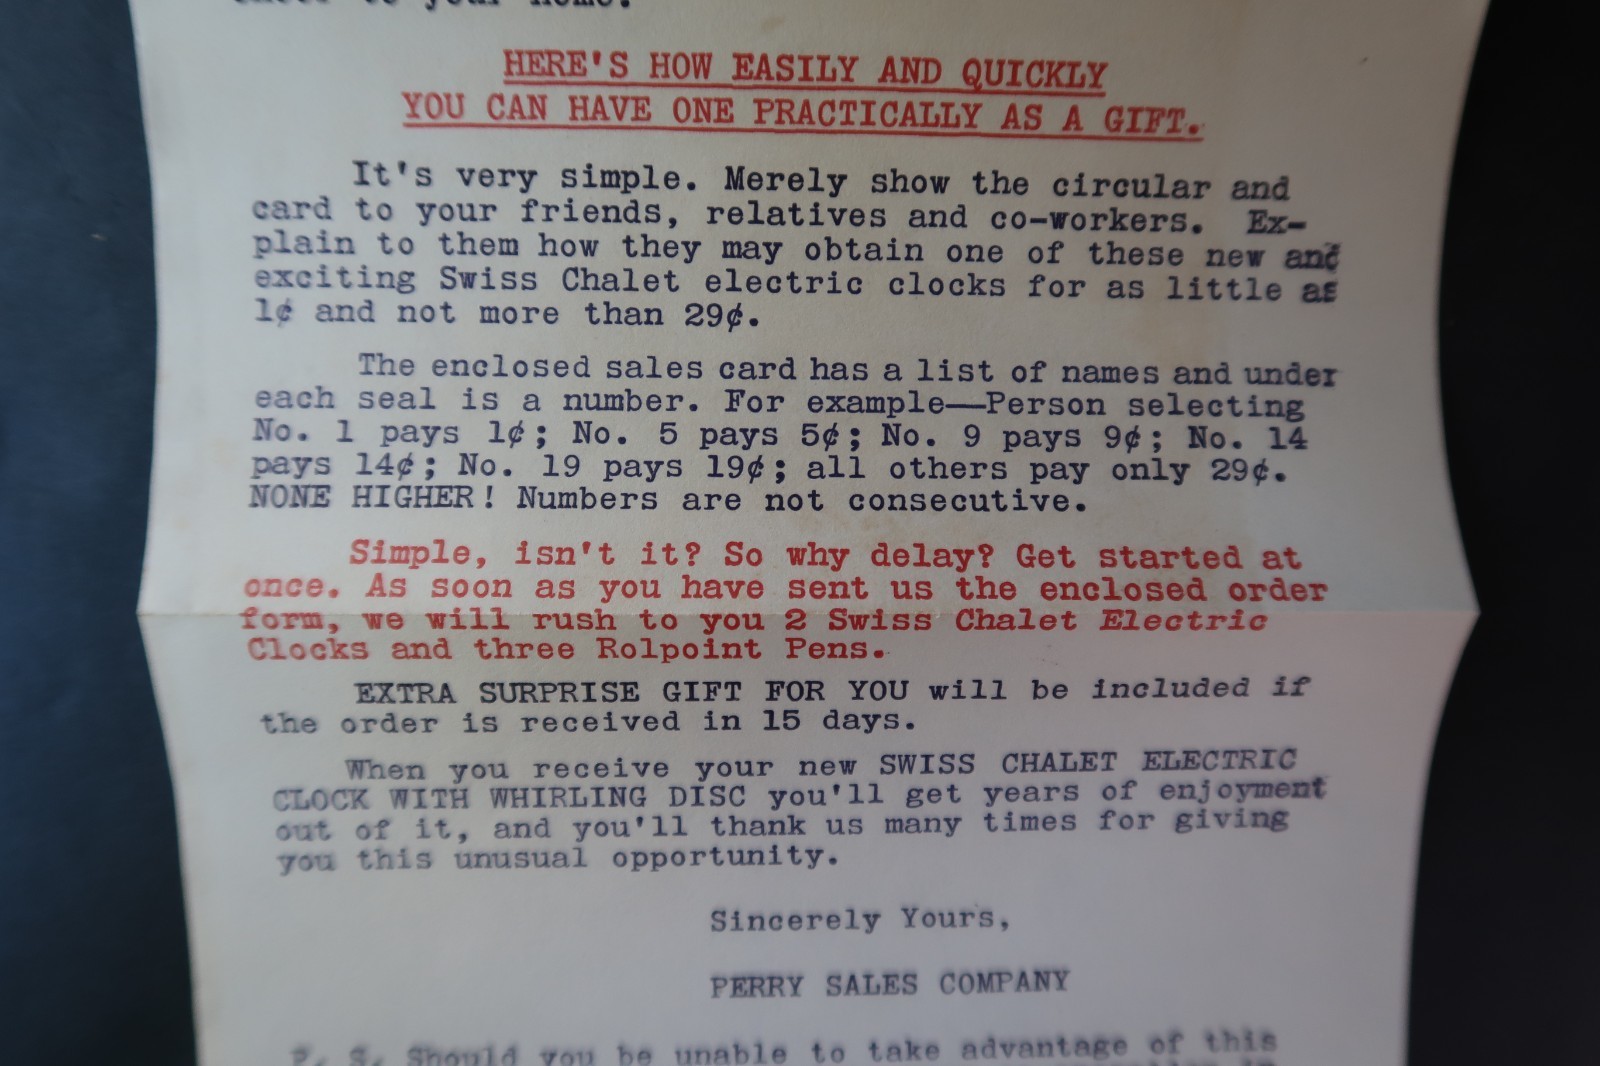 to your home.
HERE'S HOW EASILY AND QUICKLY
YOU CAN HAVE ONE PRACTICALLY AS A GIFT.
It's very simple. Merely show the circular and
card to your friends, relatives and co-workers. Ex-
plain to them how they may obtain one of these new and
exciting Swiss Chalet electric clocks for as little as
1¢ and not more than 29¢.
The enclosed sales card has a list of names and under
each seal is a number. For example—Person selecting
No. 1 pays 1¢; No. 5 pays 5¢; No. 9 pays 9¢; No. 14
pays 14¢; No. 19 pays 19¢; all others pay only 29¢.
NONE HIGHER! Numbers are not consecutive.
Simple, isn't it? So why delay? Get started at
once. As soon as you have sent us the enclosed order
form, we will rush to you 2 Swiss Chalet Electric
Clocks and three Rolpoint Pens.
EXTRA SURPRISE GIFT FOR YOU will be included if
the order is received in 15 days.
When you receive your new SWISS CHALET ELECTRIC
CLOCK WITH WHIRLING DISC you'll get years of enjoyment
out of it, and you'll thank us many times for giving
you this unusual opportunity.
Sincerely Yours,
PERRY SALES COMPANY
P. S. Should you be unable to take advantage of this